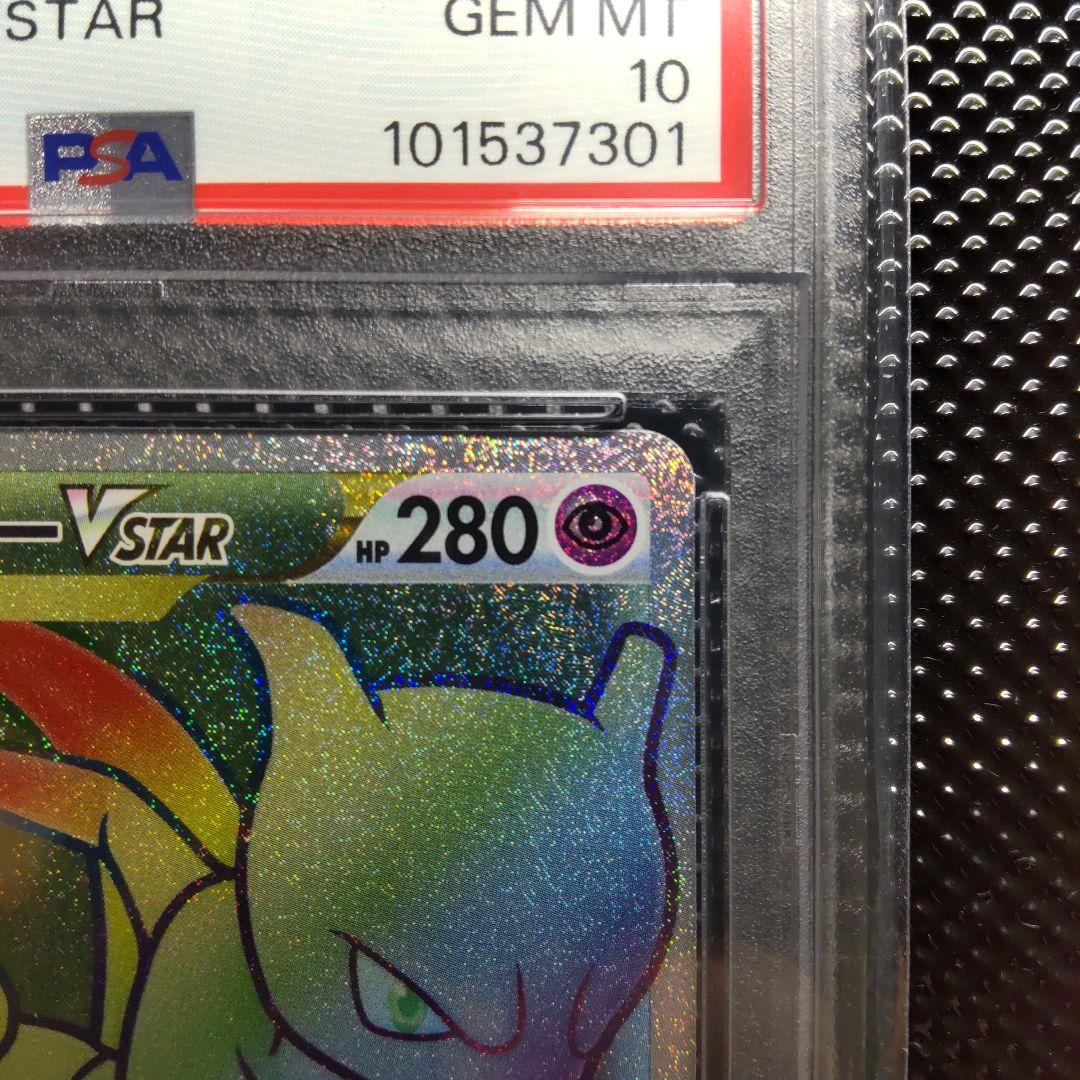 STAR GEM MT
10
PSA 101537301
VSTAR HP 280